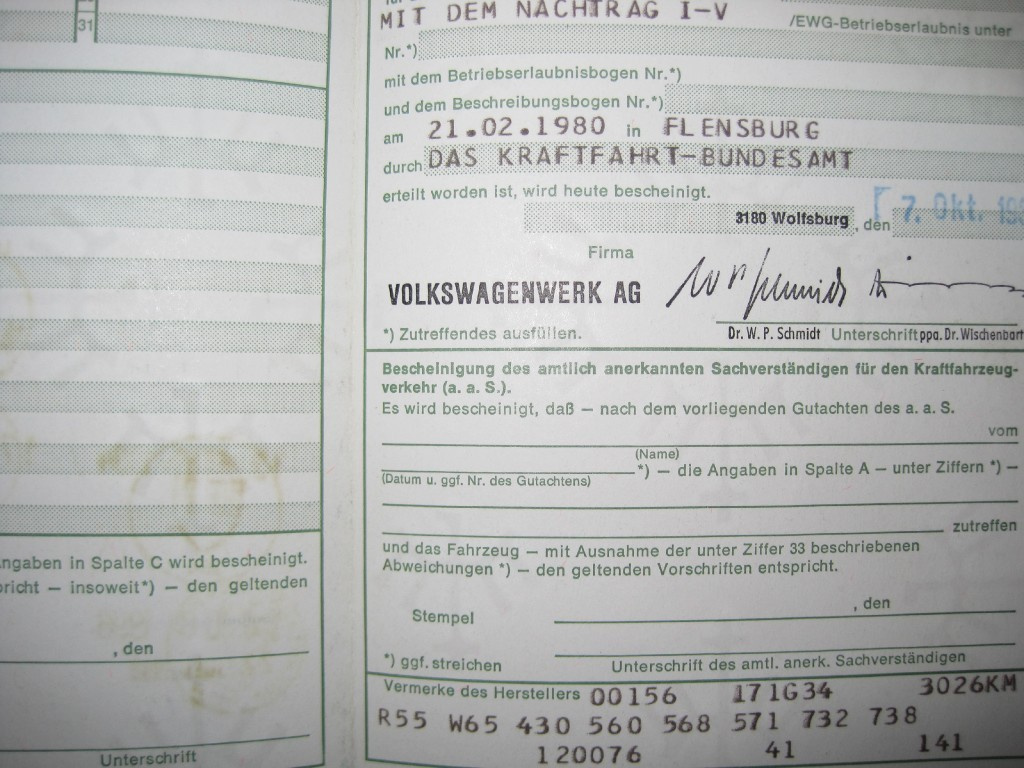 31
MIT DEM NACHTRAG I-V
/EWG-Betriebserlaubnis unter
Nr.*)
mit dem Betriebserlaubnisbogen Nr.*)
und dem Beschreibungsbogen Nr.*)
am 21.02.1980 in FLENSBURG
durch DAS KRAFTFAHRT-BUNDESAMT
erteilt worden ist, wird heute bescheinigt.
3180 Wolfsburg, den 7. Okt.
Firma
VOLKSWAGENWERK AG
*) Zutreffendes ausfüllen.
Dr. W. P. Schmidt Unterschrift ppa. Dr. Wischenbart
Bescheinigung des amtlich anerkannten Sachverständigen für den Kraftfahrzeug-
verkehr (a. a. S.).
Es wird bescheinigt, daß — nach dem vorliegenden Gutachten des a. a. S.
vom
(Name)
*) — die Angaben in Spalte A — unter Ziffern *) —
(Datum u. ggf. Nr. des Gutachtens)
zutreffen
und das Fahrzeug — mit Ausnahme der unter Ziffer 33 beschriebenen
Abweichungen *) — den geltenden Vorschriften entspricht.
Stempel , den
*) ggf. streichen Unterschrift des amtl. anerk. Sachverständigen
Vermerke des Herstellers 00156 171G34 3026KM
R55 W65 430 560 568 571 732 738
120076 41 141
ngaben in Spalte C wird bescheinigt.
richt — insoweit*) — den geltenden
, den
Unterschrift